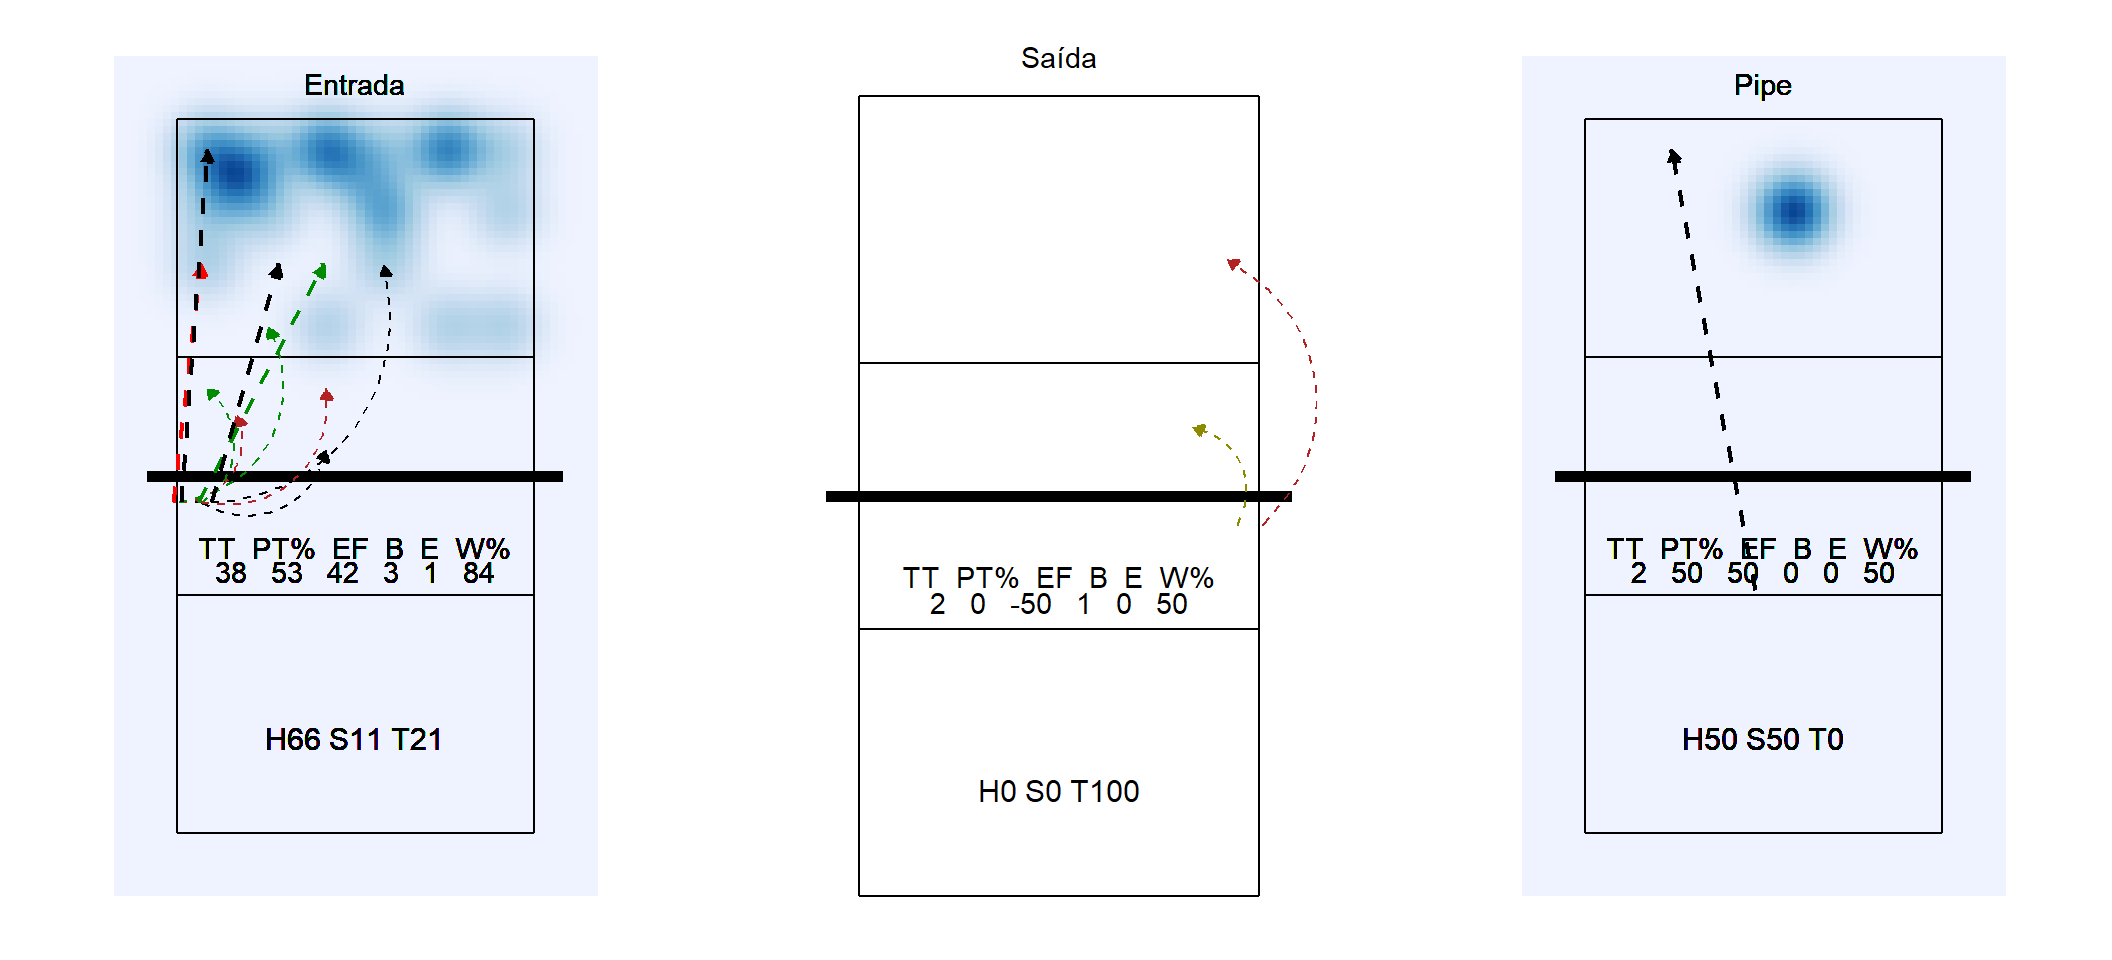 Entrada
TT PT% EF B E W%
38 53 42 3 1 84
H66 S11 T21
Saída
TT PT% EF B E W%
2 0 -50 1 0 50
H0 S0 T100
Pipe
TT PT% EF B E W%
2 50 50 0 0 50
H50 S50 T0